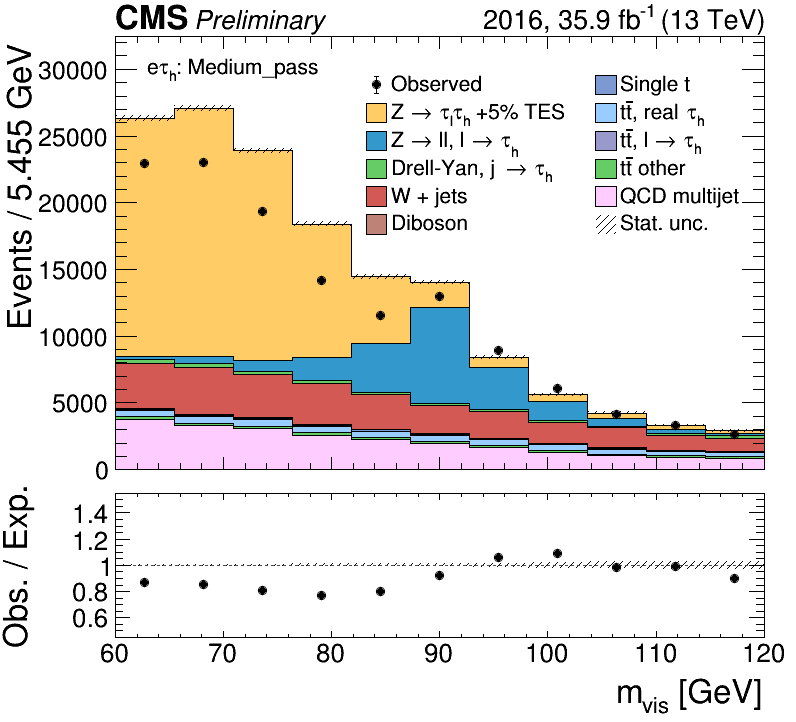 CMS Preliminary 2016, 35.9 fb⁻¹ (13 TeV)
Events / 5.455 GeV
30000
25000
20000
15000
10000
5000
0
eτₕ: Medium_pass
Observed
Z → τₗτₕ +5% TES
Z → ll, l → τₕ
Drell-Yan, j → τₕ
W + jets
Diboson
Single t
tt̄, real τₕ
tt̄, l → τₕ
tt̄ other
QCD multijet
Stat. unc.
Obs. / Exp.
1.4
1.2
1
0.8
0.6
60 70 80 90 100 110 120
m_vis [GeV]